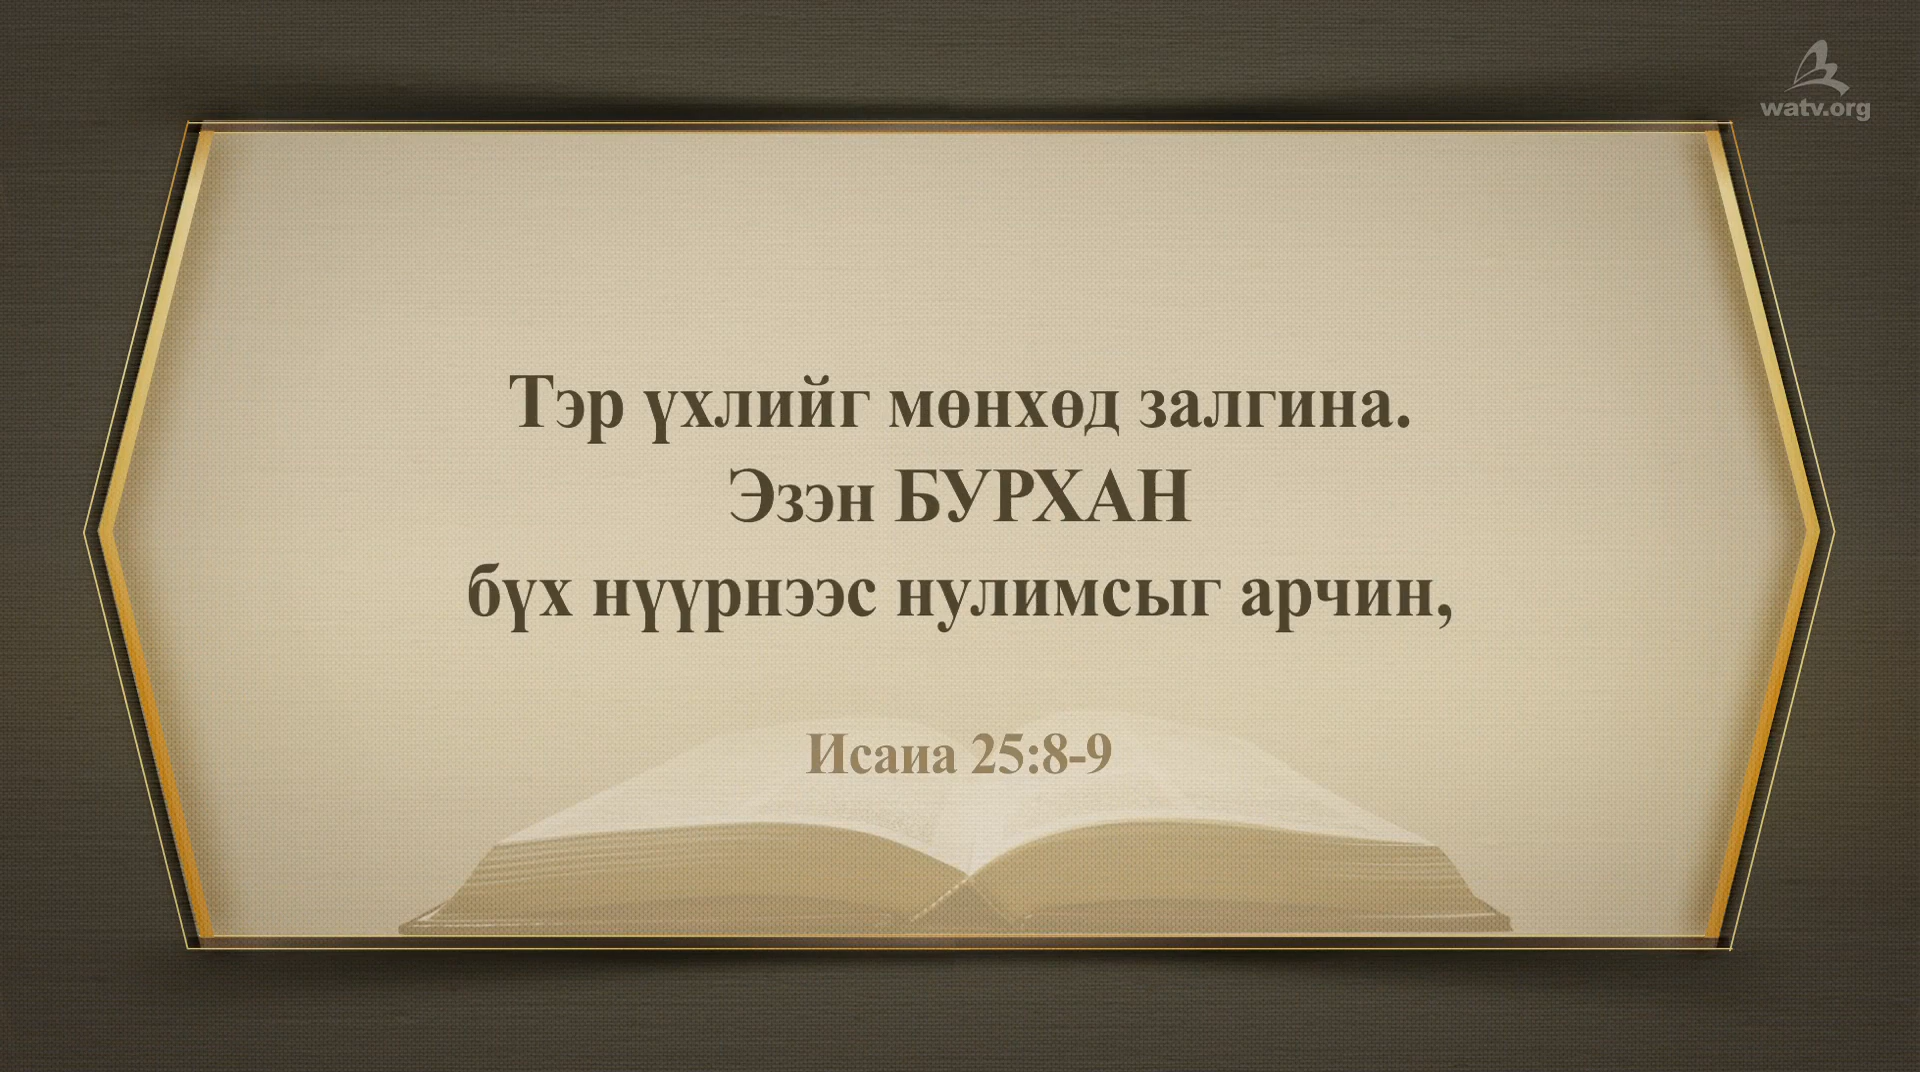 watv.org
Тэр үхлийг мөнхөд залгина.
Эзэн БУРХАН
бүх нүүрнээс нулимсыг арчин,
Исаиа 25:8-9